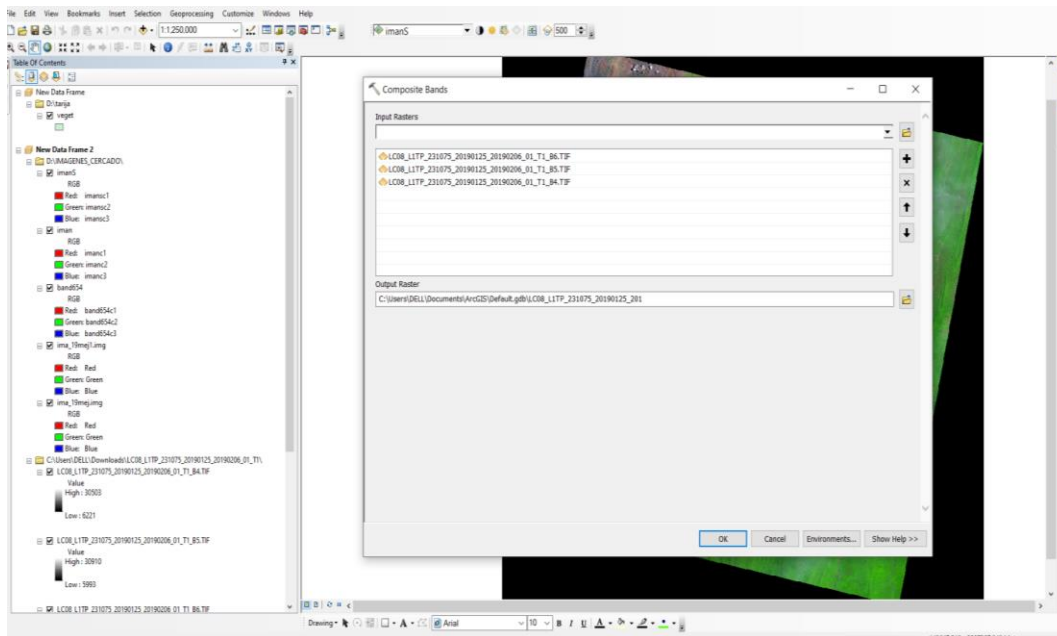 File Edit View Bookmarks Insert Selection Geoprocessing Customize Windows Help
1:1,250,000
imanS
500
Table Of Contents
New Data Frame
D:\tarija
veget
New Data Frame 2
D:\IMAGENES_CERCADO\
imanS
RGB
Red: imansc1
Green: imansc2
Blue: imansc3
iman
RGB
Red: imanc1
Green: imanc2
Blue: imanc3
band654
RGB
Red: band654c1
Green: band654c2
Blue: band654c3
ima_19mej1.img
RGB
Red: Red
Green: Green
Blue: Blue
ima_19mej.img
RGB
Red: Red
Green: Green
Blue: Blue
C:\Users\DELL\Downloads\LC08_L1TP_231075_20190125_20190206_01_T1\
LC08_L1TP_231075_20190125_20190206_01_T1_B4.TIF
Value
High : 30503
Low : 6221
LC08_L1TP_231075_20190125_20190206_01_T1_B5.TIF
Value
High : 30910
Low : 5993
LC08_L1TP_231075_20190125_20190206_01_T1_B6.TIF
Composite Bands
Input Rasters
LC08_L1TP_231075_20190125_20190206_01_T1_B6.TIF
LC08_L1TP_231075_20190125_20190206_01_T1_B5.TIF
LC08_L1TP_231075_20190125_20190206_01_T1_B4.TIF
Output Raster
C:\Users\DELL\Documents\ArcGIS\Default.gdb\LC08_L1TP_231075_20190125_201
OK Cancel Environments... Show Help >>
Drawing A Arial 10 B I U A